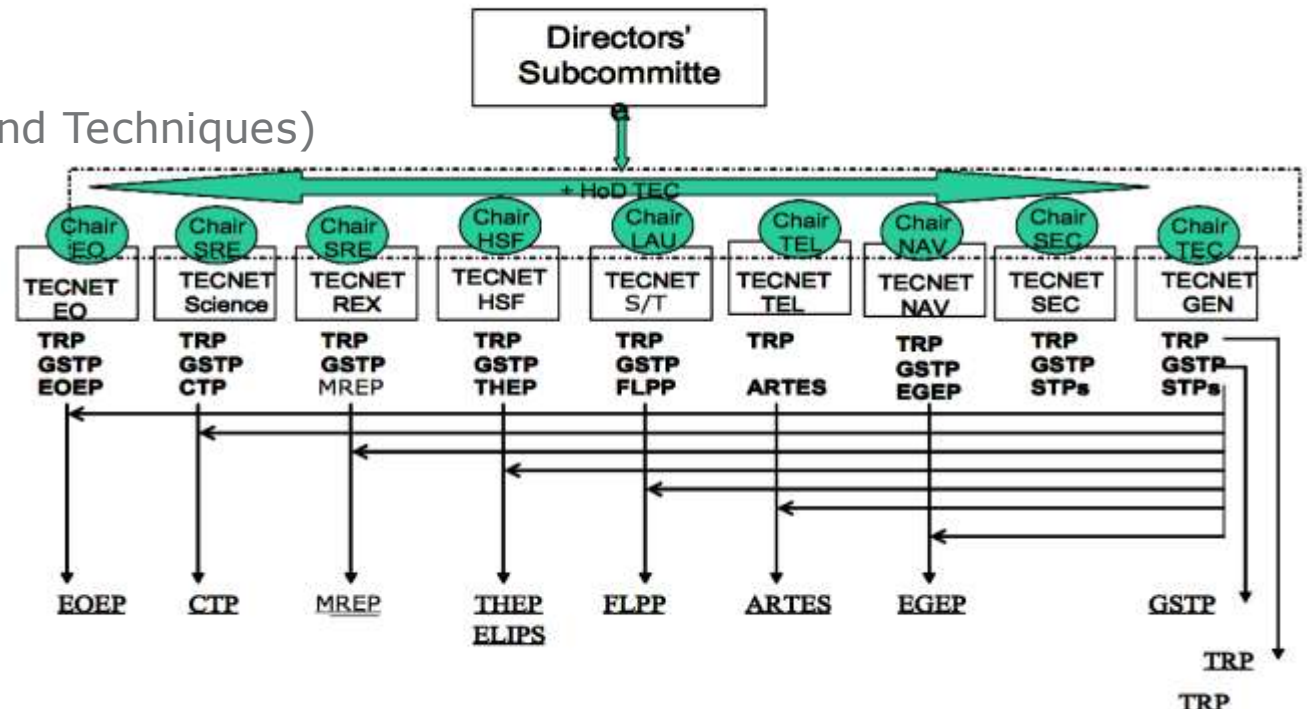 Directors'
Subcommitte
e
nd Techniques)
+ HoD TEC
Chair EO
Chair SRE
Chair SRE
Chair HSF
Chair LAU
Chair TEL
Chair NAV
Chair SEC
Chair TEC
TECNET EO
TECNET Science
TECNET REX
TECNET HSF
TECNET S/T
TECNET TEL
TECNET NAV
TECNET SEC
TECNET GEN
TRP GSTP EOEP
TRP GSTP CTP
TRP GSTP MREP
TRP GSTP THEP
TRP GSTP FLPP
TRP ARTES
TRP GSTP EGEP
TRP GSTP STPs
TRP GSTP STPs
EOEP
CTP
MREP
THEP
ELIPS
FLPP
ARTES
EGEP
GSTP
TRP
TRP